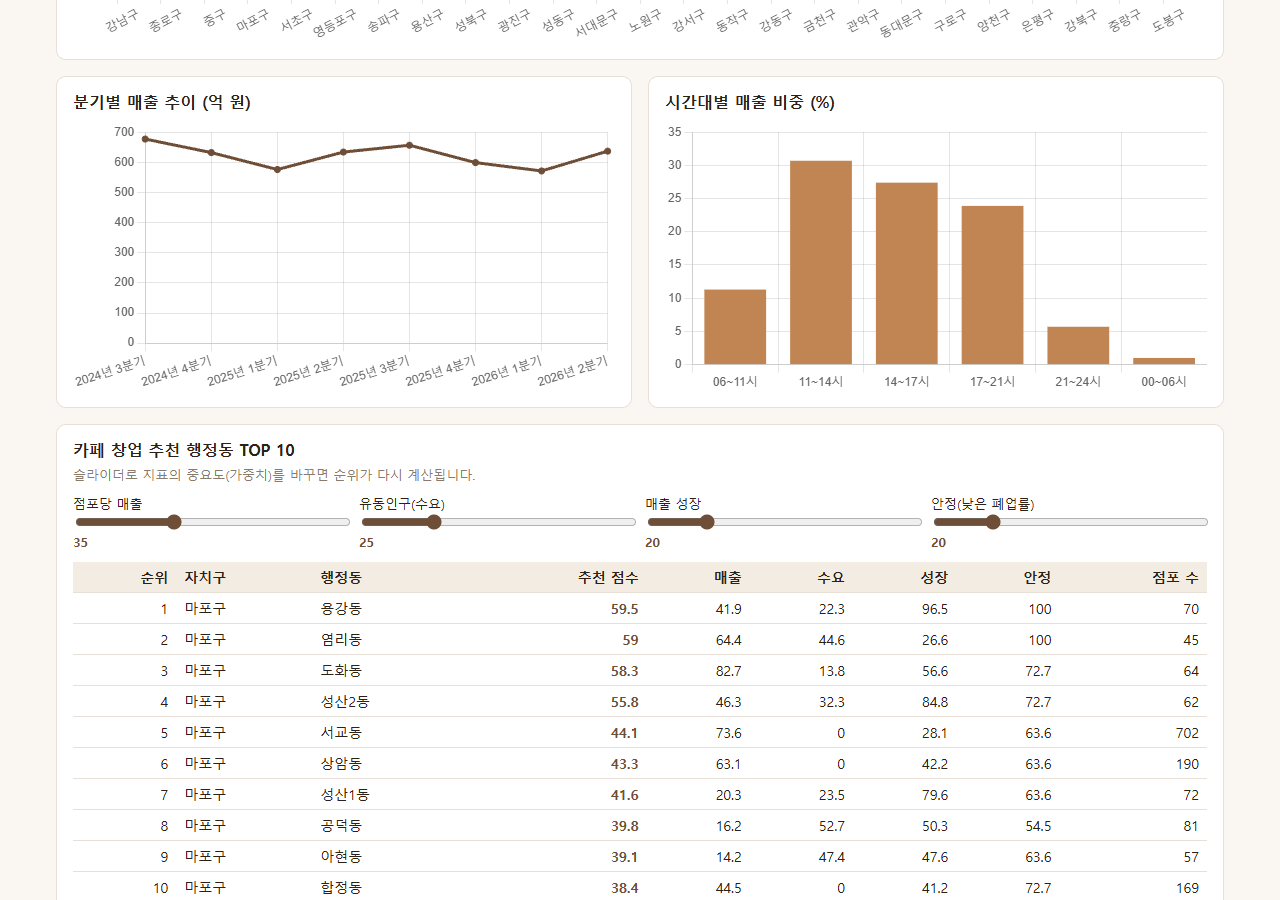 강남구 종로구 중구 마포구 서초구 영등포구 송파구 용산구 성북구 광진구 성동구 서대문구 노원구 강서구 동작구 강동구 금천구 관악구 동대문구 구로구 양천구 은평구 강북구 중랑구 도봉구
분기별 매출 추이 (억 원)
700
600
500
400
300
200
100
0
2024년 3분기 2024년 4분기 2025년 1분기 2025년 2분기 2025년 3분기 2025년 4분기 2026년 1분기 2026년 2분기
시간대별 매출 비중 (%)
35
30
25
20
15
10
5
0
06~11시 11~14시 14~17시 17~21시 21~24시 00~06시
카페 창업 추천 행정동 TOP 10
슬라이더로 지표의 중요도(가중치)를 바꾸면 순위가 다시 계산됩니다.
점포당 매출 유동인구(수요) 매출 성장 안정(낮은 폐업률)
35 25 20 20
순위 자치구 행정동 추천 점수 매출 수요 성장 안정 점포 수
1 마포구 용강동 59.5 41.9 22.3 96.5 100 70
2 마포구 염리동 59 64.4 44.6 26.6 100 45
3 마포구 도화동 58.3 82.7 13.8 56.6 72.7 64
4 마포구 성산2동 55.8 46.3 32.3 84.8 72.7 62
5 마포구 서교동 44.1 73.6 0 28.1 63.6 702
6 마포구 상암동 43.3 63.1 0 42.2 63.6 190
7 마포구 성산1동 41.6 20.3 23.5 79.6 63.6 72
8 마포구 공덕동 39.8 16.2 52.7 50.3 54.5 81
9 마포구 아현동 39.1 14.2 47.4 47.6 63.6 57
10 마포구 합정동 38.4 44.5 0 41.2 72.7 169